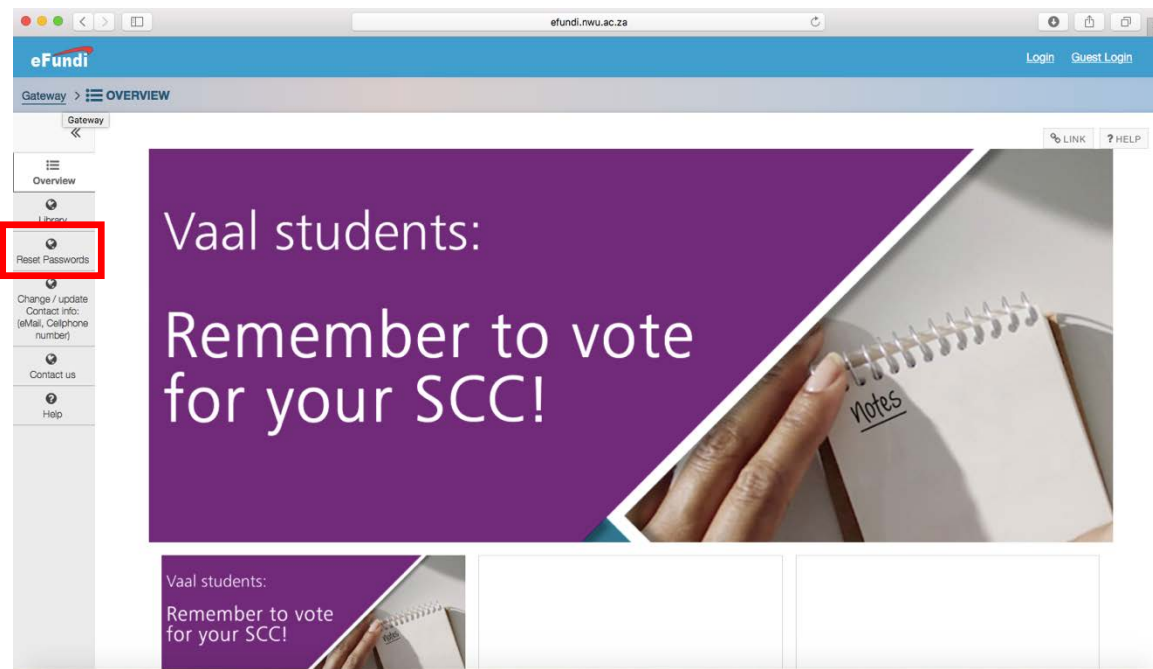 efundi.nwu.ac.za
eFundi
Login Guest Login
Gateway > OVERVIEW
Gateway
LINK ? HELP
Overview
Library
Reset Passwords
Change / update
Contact info:
(eMail, Cellphone
number)
Contact us
Help
Vaal students:
Remember to vote
for your SCC!
notes
Vaal students:
Remember to vote
for your SCC!
notes